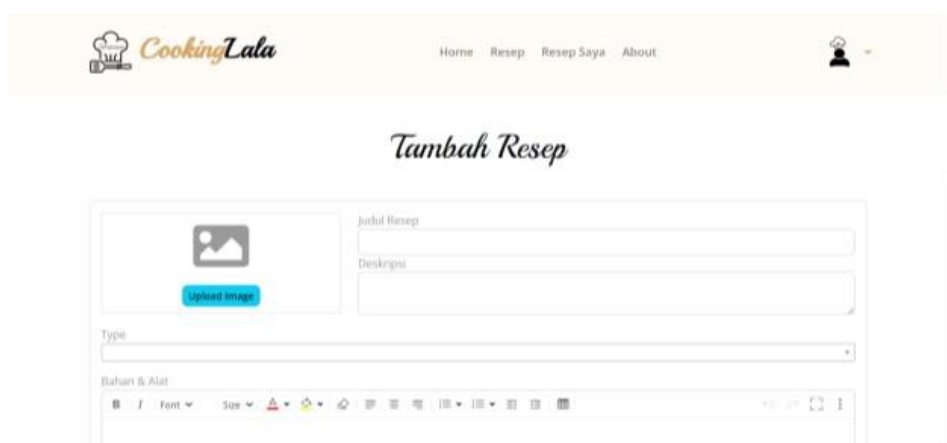 CookingLala
Home Resep Resep Saya About
Tambah Resep
Judul Resep
Deskripsi
Upload Image
Type
Bahan & Alat
B I Font Size A